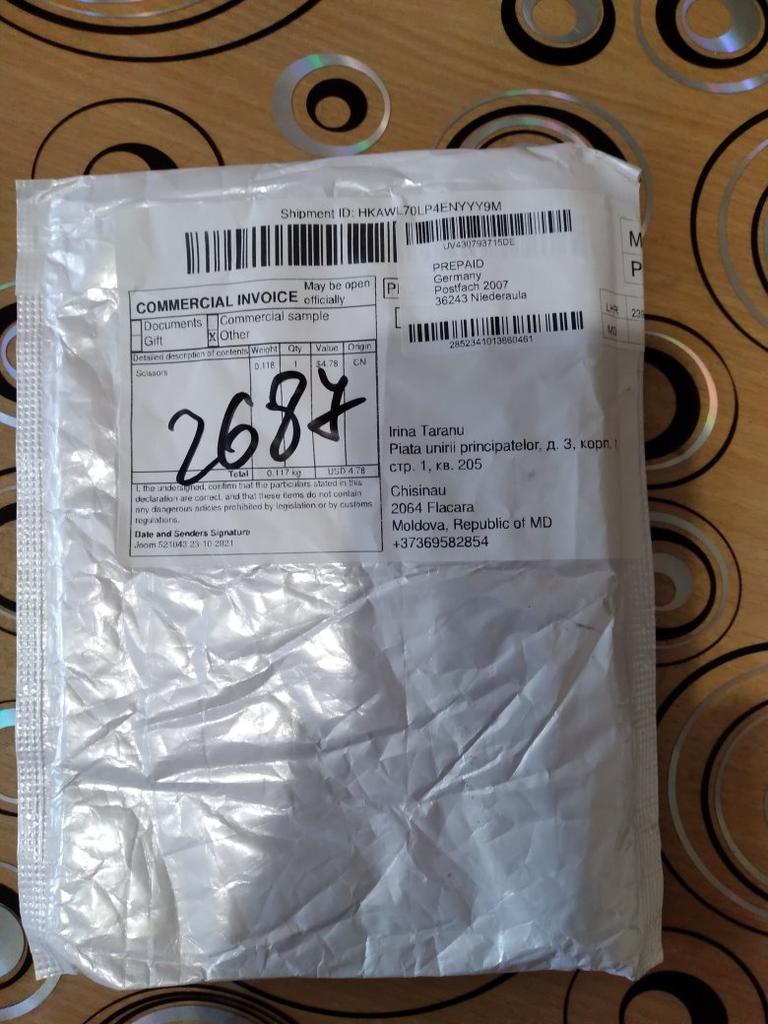 Shipment ID: HKAWL70LP4ENYYY9M
UV430793715DE
PREPAID
Germany
Postfach 2007
36243 Niederaula
2852341013660461
COMMERCIAL INVOICE May be open officially
Documents Commercial sample
Gift X Other
Detailed description of contents Weight Qty Value Origin
Scissors 0.118 1 $4.78 CN
2687
Total 0.117 kg USD 4.78
I, the undersigned, confirm that the particulars stated in this
declaration are correct, and that these items do not contain
any dangerous articles prohibited by legislation or by customs
regulations.
Date and Senders Signature
Joom 521043 23-10-2021
M
P
LHR
MD
Irina Taranu
Piata unirii principatelor, д. 3, корп. 1
стр. 1, кв. 205
Chisinau
2064 Flacara
Moldova, Republic of MD
+37369582854